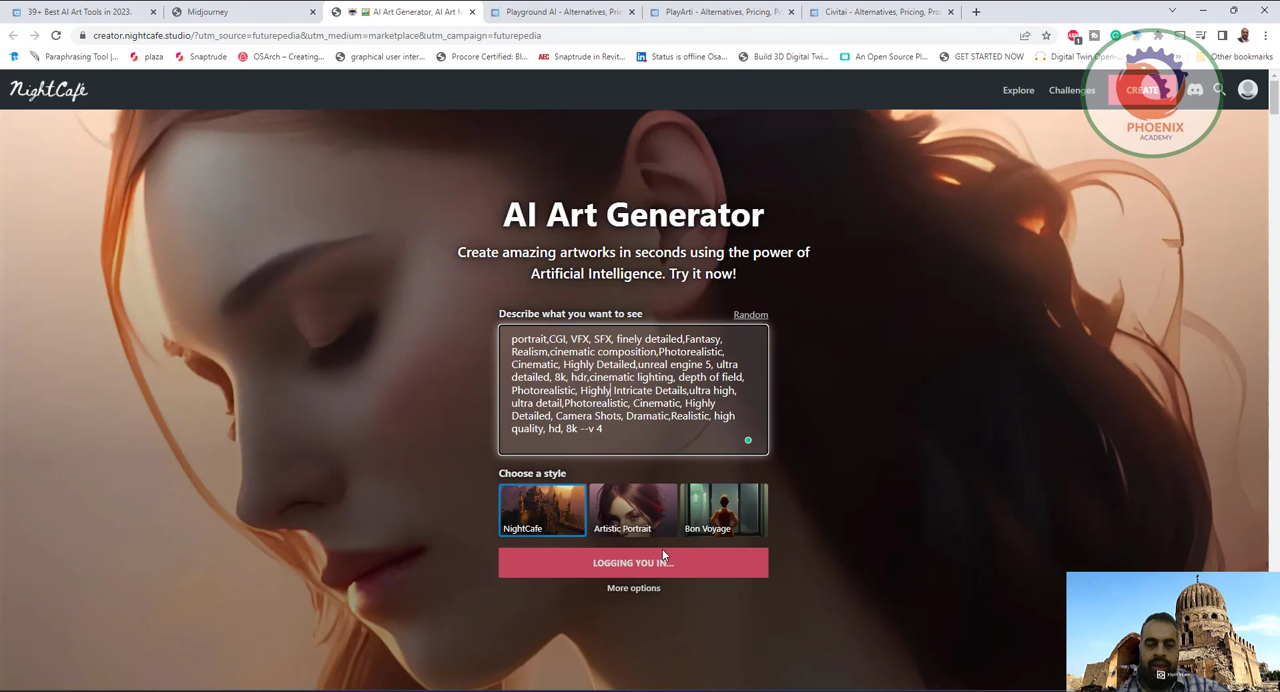 39+ Best AI Art Tools in 2023.
Midjourney
AI Art Generator, AI Art M
Playground AI - Alternatives, Pricing,
PlayArti - Alternatives, Pricing, Pr
Civitai - Alternatives, Pricing, Pro
creator.nightcafe.studio/?utm_source=futurepedia&utm_medium=marketplace&utm_campaign=futurepedia
Paraphrasing Tool |...
plaza
Snaptrude
OSArch – Creating...
graphical user inter...
Procore Certified: Bl...
AEC Snaptrude in Revit...
Status is offline Osa...
Build 3D Digital Twi...
An Open Source Pl...
GET STARTED NOW
Digital Twin Open-...
Other bookmarks
NightCafé
Explore
Challenges
CREATE
PHOENIX
ACADEMY
AI Art Generator
Create amazing artworks in seconds using the power of
Artificial Intelligence. Try it now!
Describe what you want to see
Random
portrait,CGI, VFX, SFX, finely detailed,Fantasy,
Realism,cinematic composition,Photorealistic,
Cinematic, Highly Detailed,unreal engine 5, ultra
detailed, 8k, hdr,cinematic lighting, depth of field,
Photorealistic, Highly Intricate Details,ultra high,
ultra detail,Photorealistic, Cinematic, Highly
Detailed, Camera Shots, Dramatic,Realistic, high
quality, hd, 8k --v 4
Choose a style
NightCafe
Artistic Portrait
Bon Voyage
LOGGING YOU IN...
More options